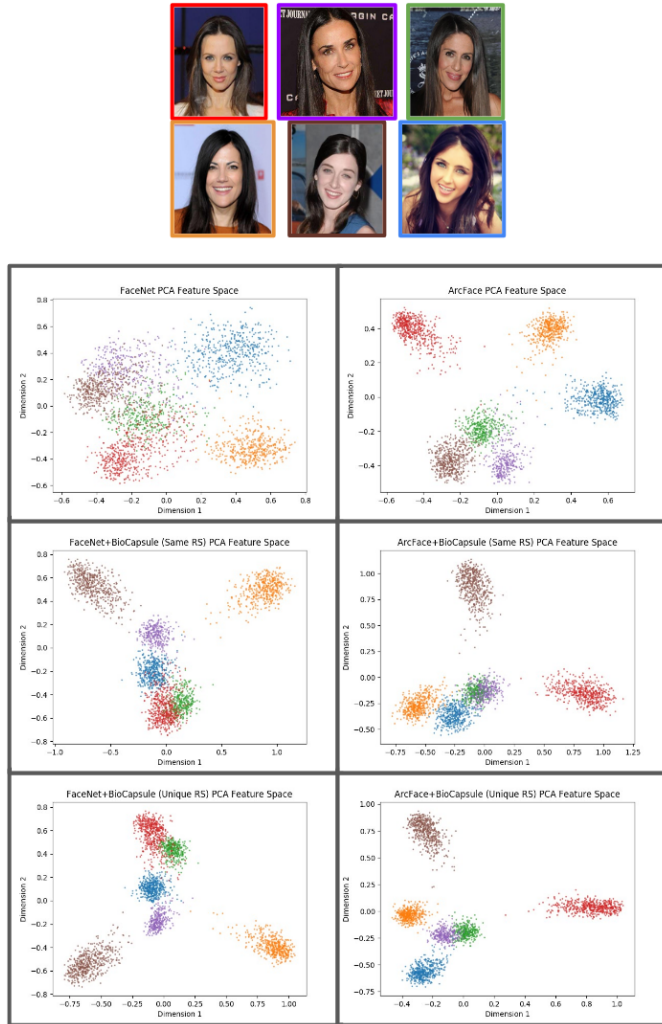 FaceNet PCA Feature Space
Dimension 2
0.8
0.6
0.4
0.2
0.0
−0.2
−0.4
−0.6
−0.6 −0.4 −0.2 0.0 0.2 0.4 0.6 0.8
Dimension 1
ArcFace PCA Feature Space
Dimension 2
0.4
0.2
0.0
−0.2
−0.4
−0.6 −0.4 −0.2 0.0 0.2 0.4 0.6
Dimension 1
FaceNet+BioCapsule (Same RS) PCA Feature Space
Dimension 2
0.8
0.6
0.4
0.2
0.0
−0.2
−0.4
−0.6
−0.8
−1.0 −0.5 0.0 0.5 1.0
Dimension 1
ArcFace+BioCapsule (Same RS) PCA Feature Space
Dimension 2
1.00
0.75
0.50
0.25
0.00
−0.25
−0.50
−0.75 −0.50 −0.25 0.00 0.25 0.50 0.75 1.00 1.25
Dimension 1
FaceNet+BioCapsule (Unique RS) PCA Feature Space
Dimension 2
0.8
0.6
0.4
0.2
0.0
−0.2
−0.4
−0.6
−0.8
−0.75 −0.50 −0.25 0.00 0.25 0.50 0.75 1.00
Dimension 1
ArcFace+BioCapsule (Unique RS) PCA Feature Space
Dimension 2
1.00
0.75
0.50
0.25
0.00
−0.25
−0.50
−0.75
−0.4 −0.2 0.0 0.2 0.4 0.6 0.8 1.0
Dimension 1